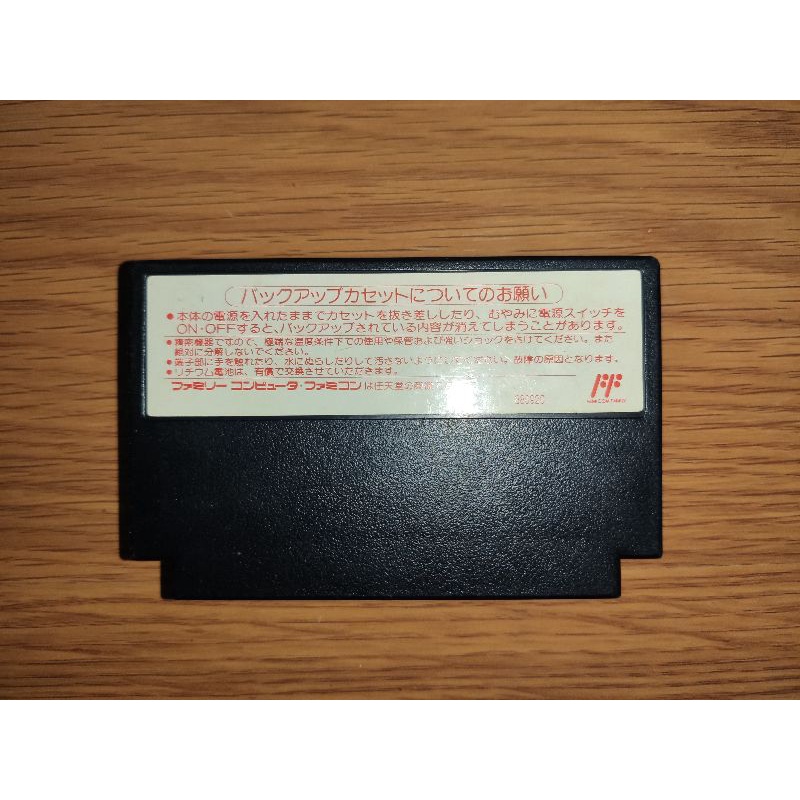 バックアップカセットについてのお願い
●本体の電源を入れたままでカセットを抜き差ししたり、むやみに電源スイッチを
ON・OFFすると、バックアップされている内容が消えてしまうことがあります。
●精密機器ですので、極端な温度条件下での使用や保管および強いショックをさけてください。また
絶対に分解しないでください。
●端子部に手を触れたり、水にぬらしたりして汚さないように 故障の原因となります。
●リチウム電池は、有償で交換させていただきます。
ファミリー コンピュータ・ファミコンは任天堂の商標で
FF